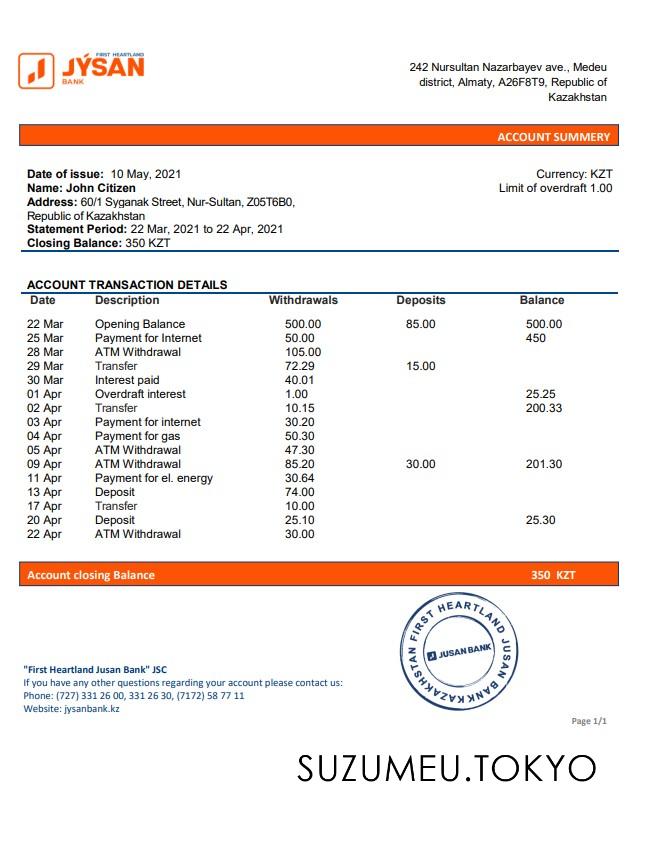 FIRST HEARTLAND
JÝSAN
BANK
242 Nursultan Nazarbayev ave., Medeu
district, Almaty, A26F8T9, Republic of
Kazakhstan
ACCOUNT SUMMERY
Date of issue: 10 May, 2021
Currency: KZT
Name: John Citizen
Limit of overdraft 1.00
Address: 60/1 Syganak Street, Nur-Sultan, Z05T6B0,
Republic of Kazakhstan
Statement Period: 22 Mar, 2021 to 22 Apr, 2021
Closing Balance: 350 KZT
ACCOUNT TRANSACTION DETAILS
Date Description Withdrawals Deposits Balance
22 Mar Opening Balance 500.00 85.00 500.00
25 Mar Payment for Internet 50.00 450
28 Mar ATM Withdrawal 105.00
29 Mar Transfer 72.29 15.00
30 Mar Interest paid 40.01
01 Apr Overdraft interest 1.00 25.25
02 Apr Transfer 10.15 200.33
03 Apr Payment for internet 30.20
04 Apr Payment for gas 50.30
05 Apr ATM Withdrawal 47.30
09 Apr ATM Withdrawal 85.20 30.00 201.30
11 Apr Payment for el. energy 30.64
13 Apr Deposit 74.00
17 Apr Transfer 10.00
20 Apr Deposit 25.10 25.30
22 Apr ATM Withdrawal 30.00
Account closing Balance 350 KZT
FIRST HEARTLAND JUSAN BANK KAZAKHSTAN
JUSAN BANK
"First Heartland Jusan Bank" JSC
If you have any other questions regarding your account please contact us:
Phone: (727) 331 26 00, 331 26 30, (7172) 58 77 11
Website: jysanbank.kz
Page 1/1
SUZUMEU.TOKYO